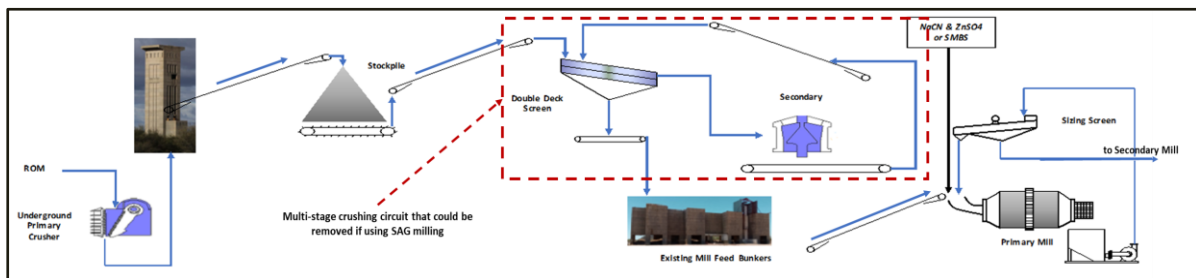 NaCN & ZnSO4
or SMBS
Stockpile
Double Deck
Screen
Secondary
Sizing Screen
to Secondary Mill
ROM
Underground
Primary
Crusher
Multi-stage crushing circuit that could be
removed if using SAG milling
Existing Mill Feed Bunkers
Primary Mill